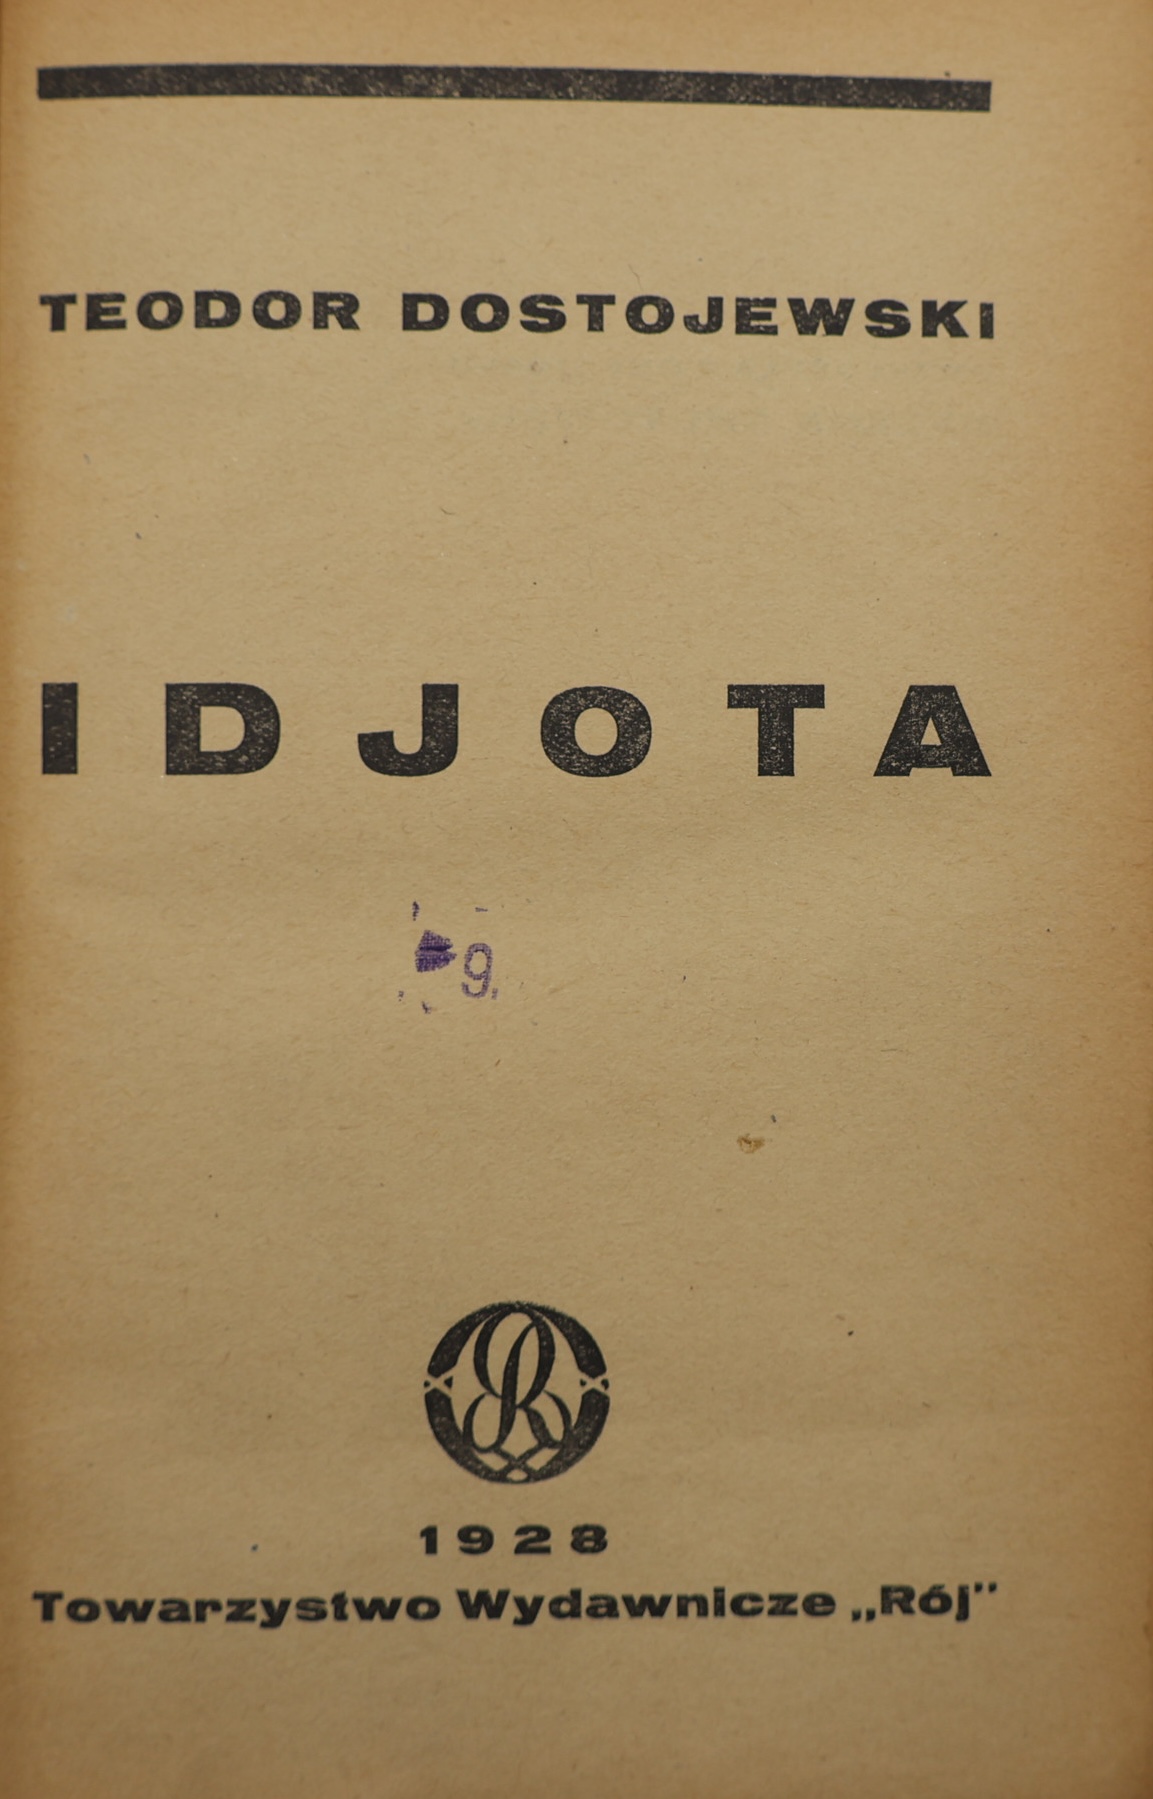 TEODOR DOSTOJEWSKI
IDJOTA
9.
R
1928
Towarzystwo Wydawnicze „Rój”